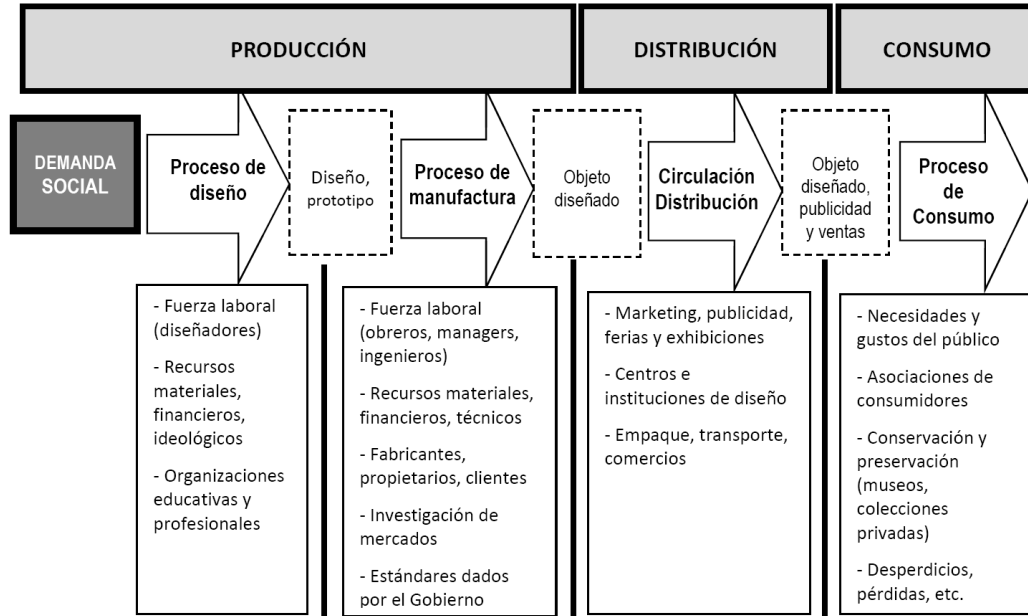 PRODUCCIÓN
DISTRIBUCIÓN
CONSUMO
DEMANDA
SOCIAL
Proceso de
diseño
Diseño,
prototipo
Proceso de
manufactura
Objeto
diseñado
Circulación
Distribución
Objeto
diseñado,
publicidad
y ventas
Proceso
de
Consumo
- Fuerza laboral
(diseñadores)
- Recursos
materiales,
financieros,
ideológicos
- Organizaciones
educativas y
profesionales
- Fuerza laboral
(obreros, managers,
ingenieros)
- Recursos materiales,
financieros, técnicos
- Fabricantes,
propietarios, clientes
- Investigación de
mercados
- Estándares dados
por el Gobierno
- Marketing, publicidad,
ferias y exhibiciones
- Centros e
instituciones de diseño
- Empaque, transporte,
comercios
- Necesidades y
gustos del público
- Asociaciones de
consumidores
- Conservación y
preservación
(museos,
colecciones
privadas)
- Desperdicios,
pérdidas, etc.